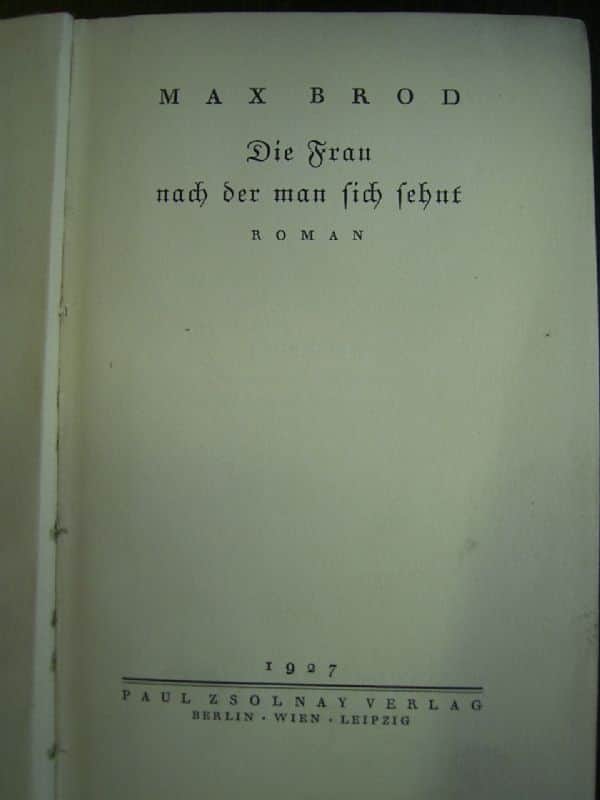 MAX BROD
Die Frau
nach der man sich sehnt
ROMAN
1927
PAUL ZSOLNAY VERLAG
BERLIN · WIEN · LEIPZIG